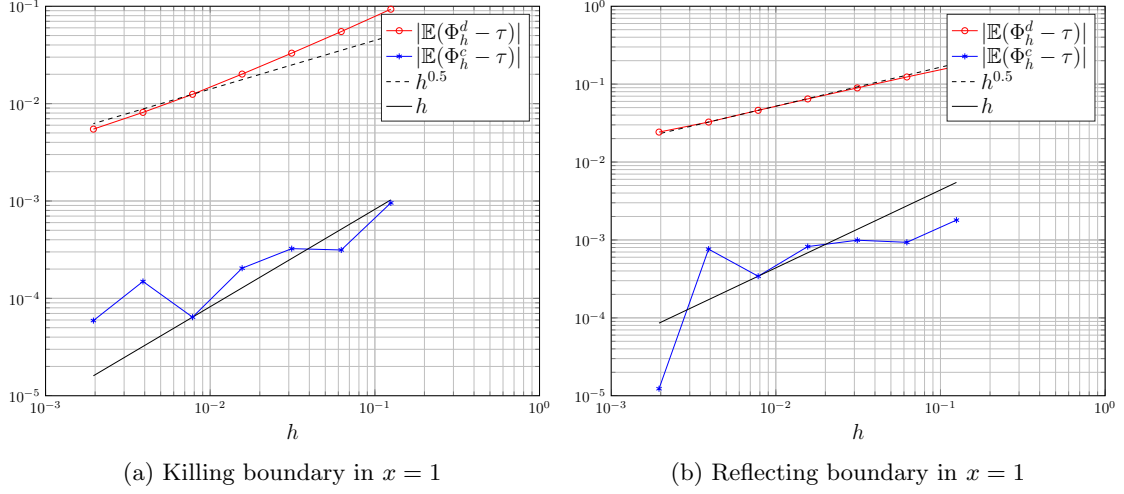 10^{-1}
10^{-2}
10^{-3}
10^{-4}
10^{-5}
10^{-3} 10^{-2} 10^{-1} 10^0
h
|𝔼(Φ_h^d − τ)|
|𝔼(Φ_h^c − τ)|
h^{0.5}
h
(a) Killing boundary in x = 1
10^0
10^{-1}
10^{-2}
10^{-3}
10^{-4}
10^{-5}
10^{-3} 10^{-2} 10^{-1} 10^0
h
|𝔼(Φ_h^d − τ)|
|𝔼(Φ_h^c − τ)|
h^{0.5}
h
(b) Reflecting boundary in x = 1